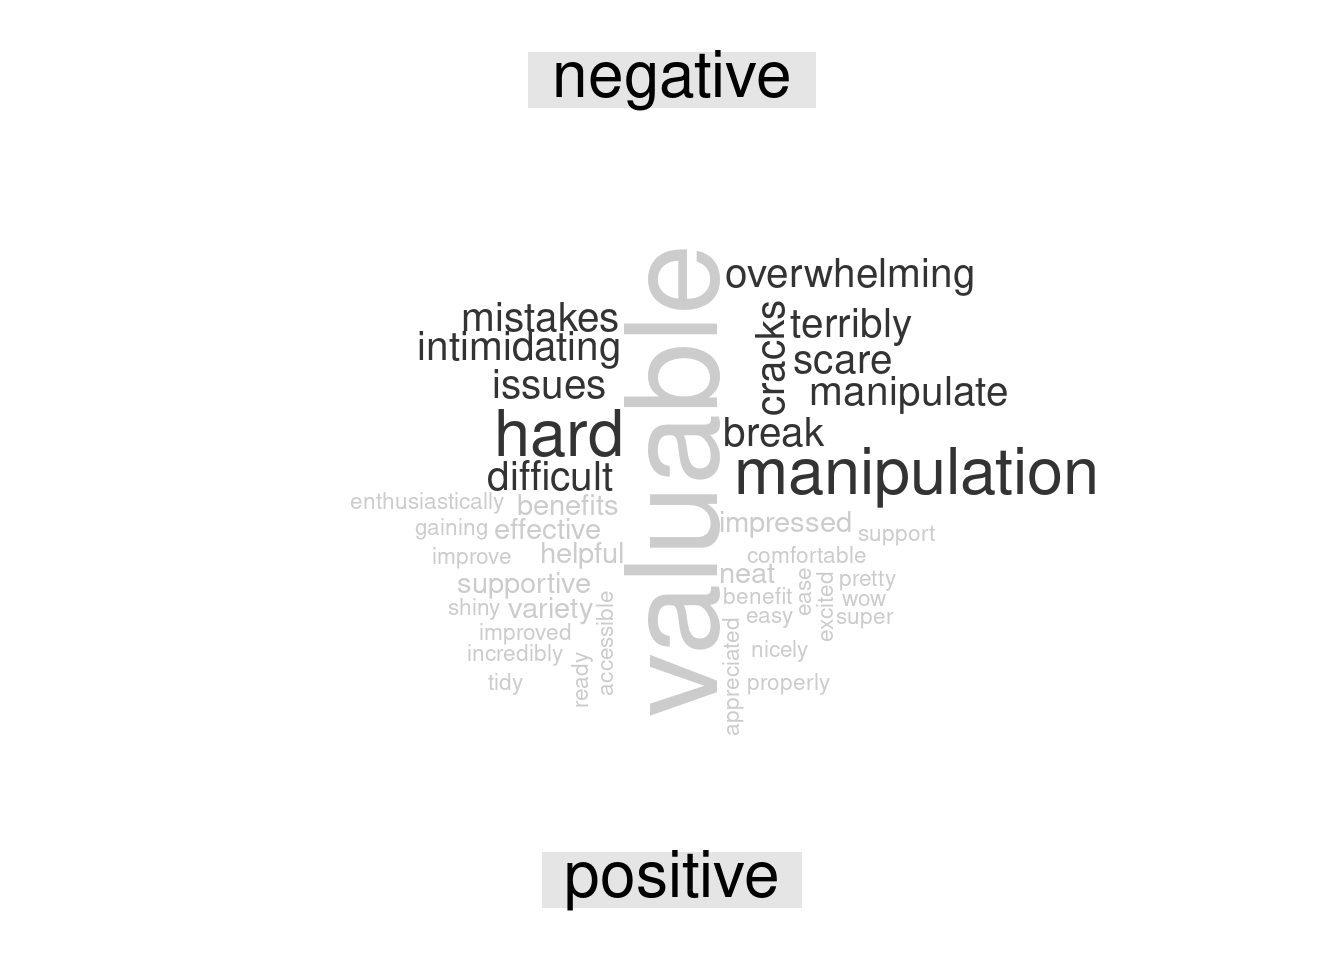 negative
overwhelming
mistakes
cracks
terribly
intimidating
scare
issues
manipulate
hard
break
difficult
manipulation
valuable
enthusiastically
benefits
gaining
effective
impressed
support
improve
helpful
comfortable
supportive
neat
ease
excited
pretty
shiny
variety
accessible
benefit
wow
easy
super
improved
incredibly
ready
appreciated
nicely
tidy
properly
positive